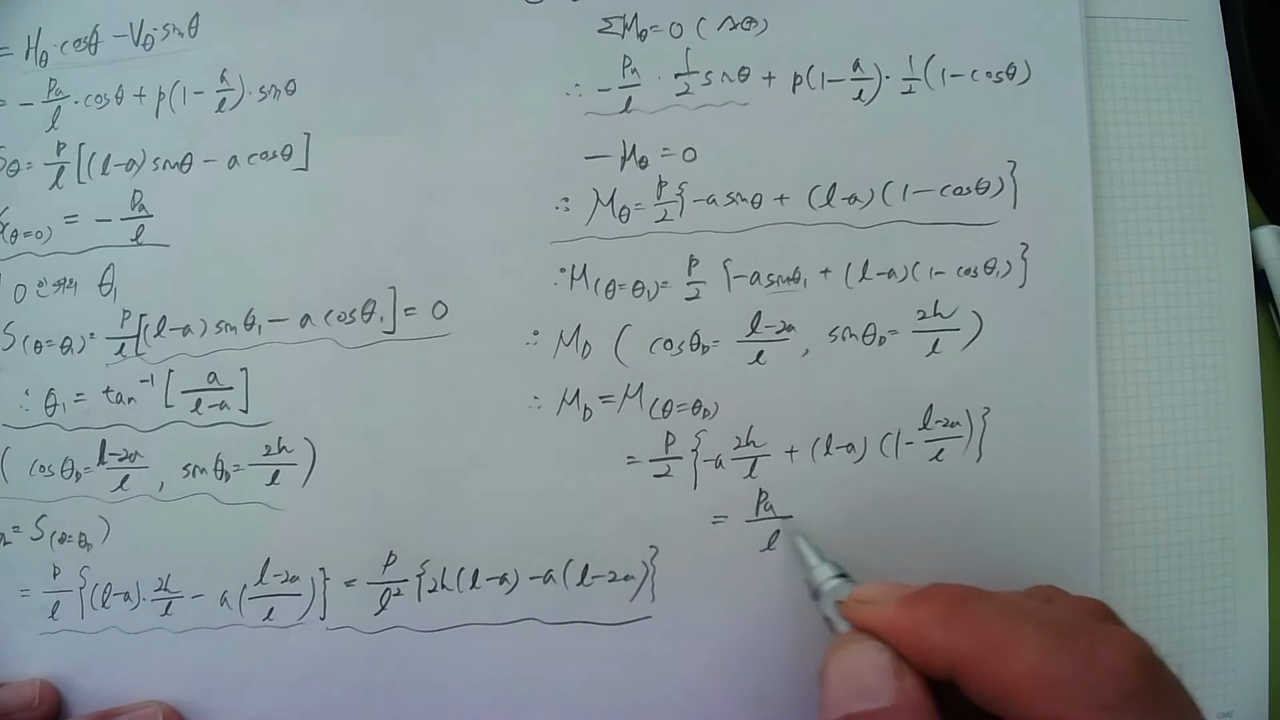 = H_θ·cosθ - V_θ·sinθ
= - Pa/l · cosθ + P(1 - a/l)·sinθ
S_θ = P/l [(l-a) sinθ - a cosθ]
(θ=0) = - Pa/l
0인위치 θ₁
S(θ=θ₁) = P/l [(l-a) sinθ₁ - a cosθ₁] = 0
∴ θ₁ = tan⁻¹ [a/(l-a)]
( cosθ_D = (l-2a)/l , sinθ_D = 2h/l )
= S(θ=θ_D)
= P/l {(l-a)·2h/l - a((l-2a)/l)} = P/l² {2h(l-a) - a(l-2a)}
ΣM_θ = 0 (
∴ - Pa/l · l/2 sinθ + P(1 - a/l)· l/2 (1 - cosθ)
- M_θ = 0
∴ M_θ = P/2 {-a sinθ + (l-a)(1 - cosθ)}
∴ M(θ=θ₁) = P/2 {-a sinθ₁ + (l-a)(1 - cosθ₁)}
∴ M_D ( cosθ_D = (l-2a)/l , sinθ_D = 2h/l )
∴ M_D = M(θ=θ_D)
= P/2 {-a 2h/l + (l-a)(1 - (l-2a)/l)}
= Pa/l